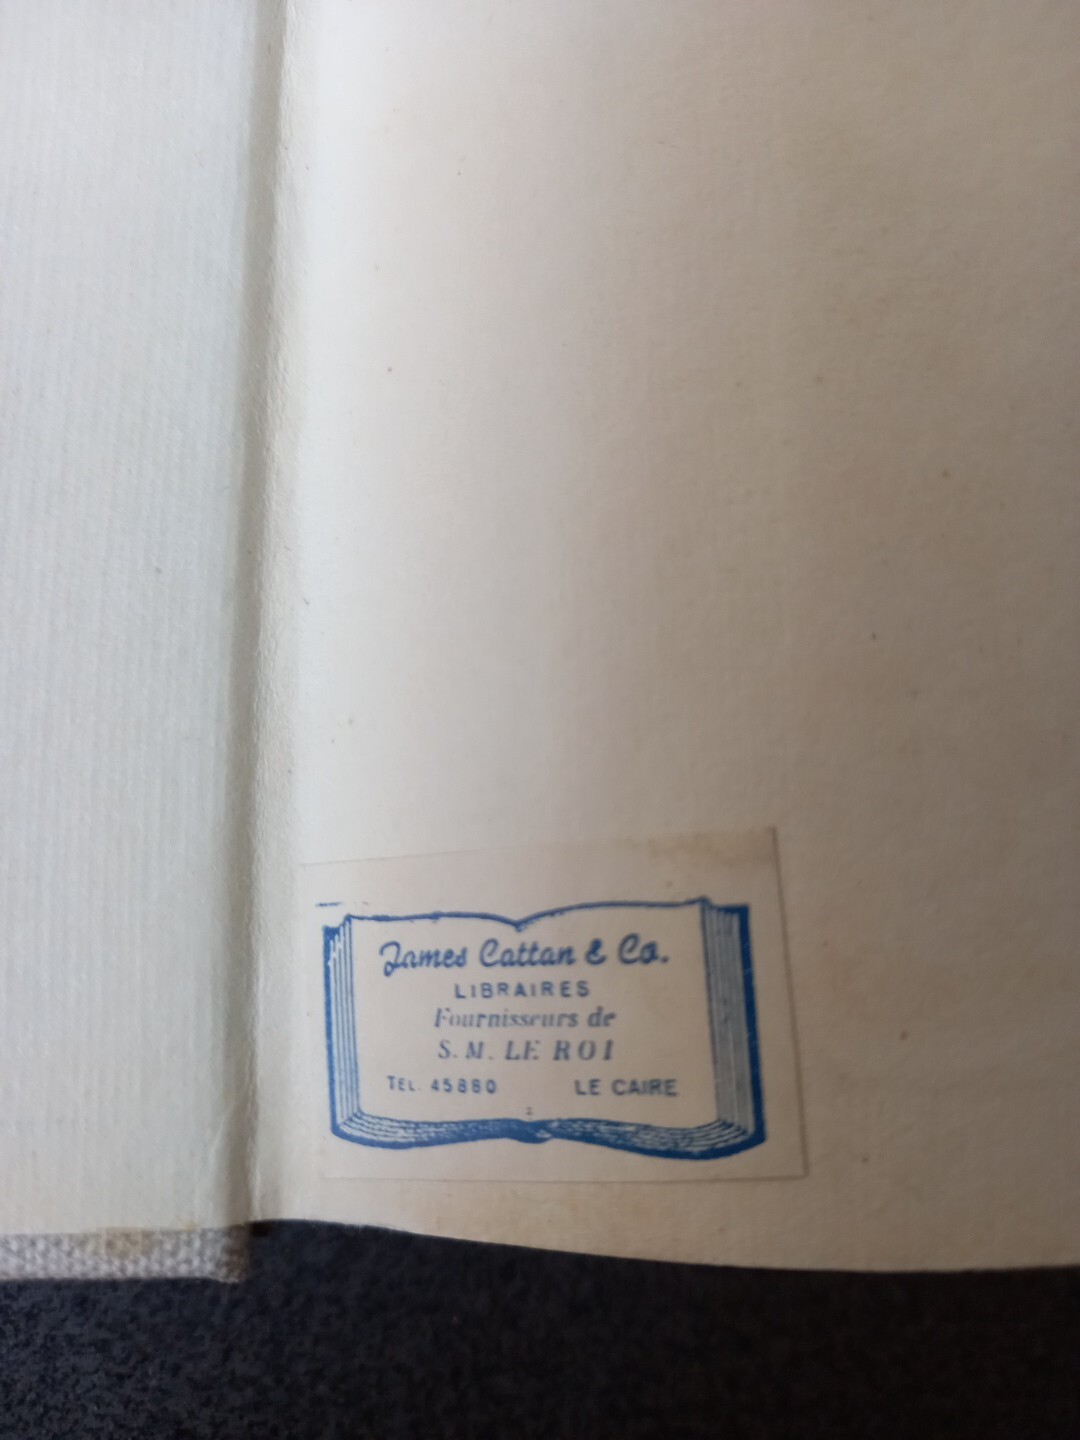 James Cattan & Co.
LIBRAIRES
Fournisseurs de
S. M. LE ROI
TEL. 45880 LE CAIRE